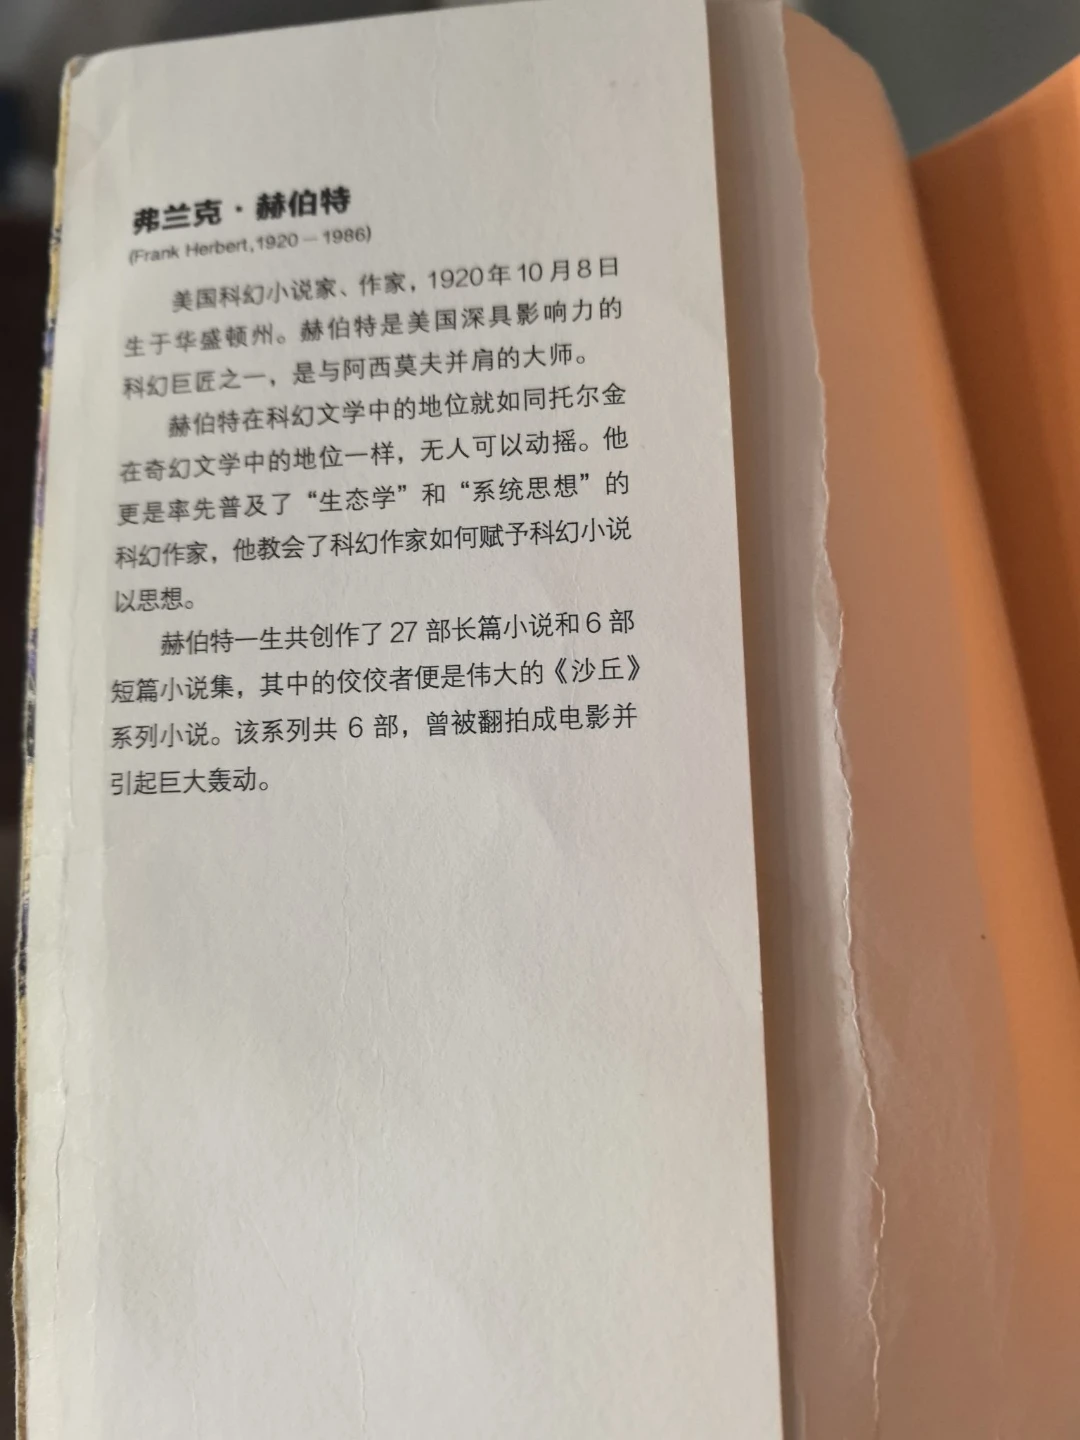 弗兰克·赫伯特
(Frank Herbert,1920－1986)
美国科幻小说家、作家，1920年10月8日
生于华盛顿州。赫伯特是美国深具影响力的
科幻巨匠之一，是与阿西莫夫并肩的大师。
赫伯特在科幻文学中的地位就如同托尔金
在奇幻文学中的地位一样，无人可以动摇。他
更是率先普及了“生态学”和“系统思想”的
科幻作家，他教会了科幻作家如何赋予科幻小说
以思想。
赫伯特一生共创作了27部长篇小说和6部
短篇小说集，其中的佼佼者便是伟大的《沙丘》
系列小说。该系列共6部，曾被翻拍成电影并
引起巨大轰动。